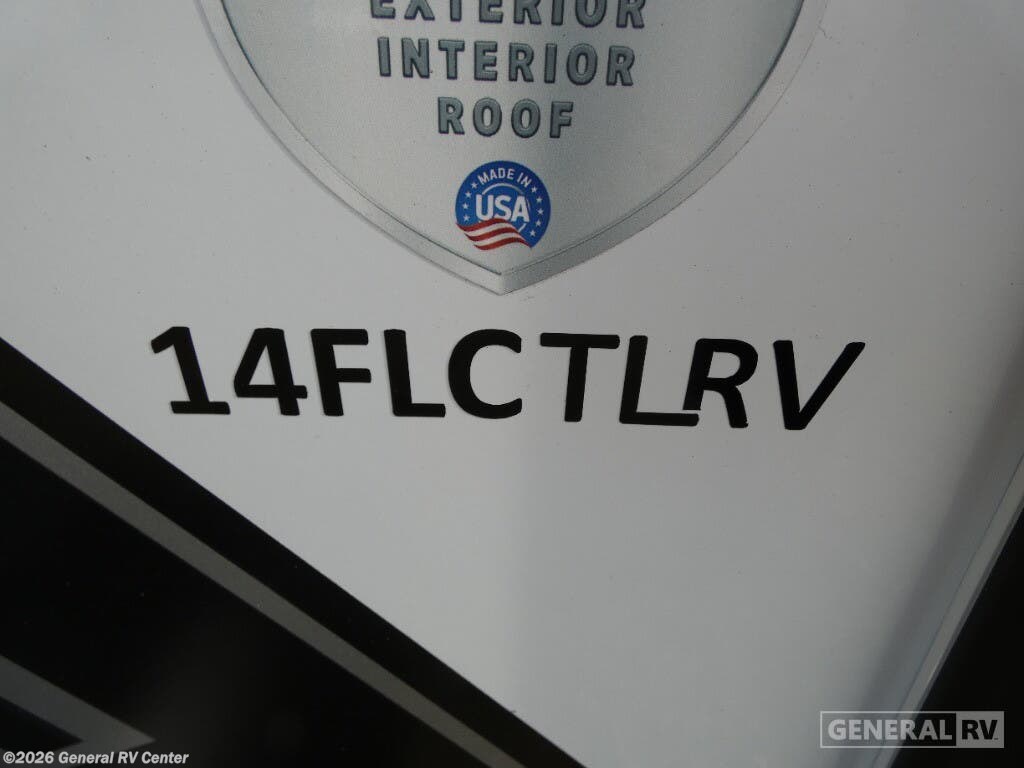 EXTERIOR
INTERIOR
ROOF
MADE IN
USA
14FLCTLRV
GENERAL RV
©2026 General RV Center